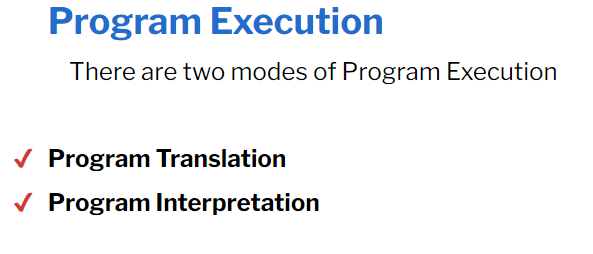 Program Execution
There are two modes of Program Execution
✓ Program Translation
✓ Program Interpretation